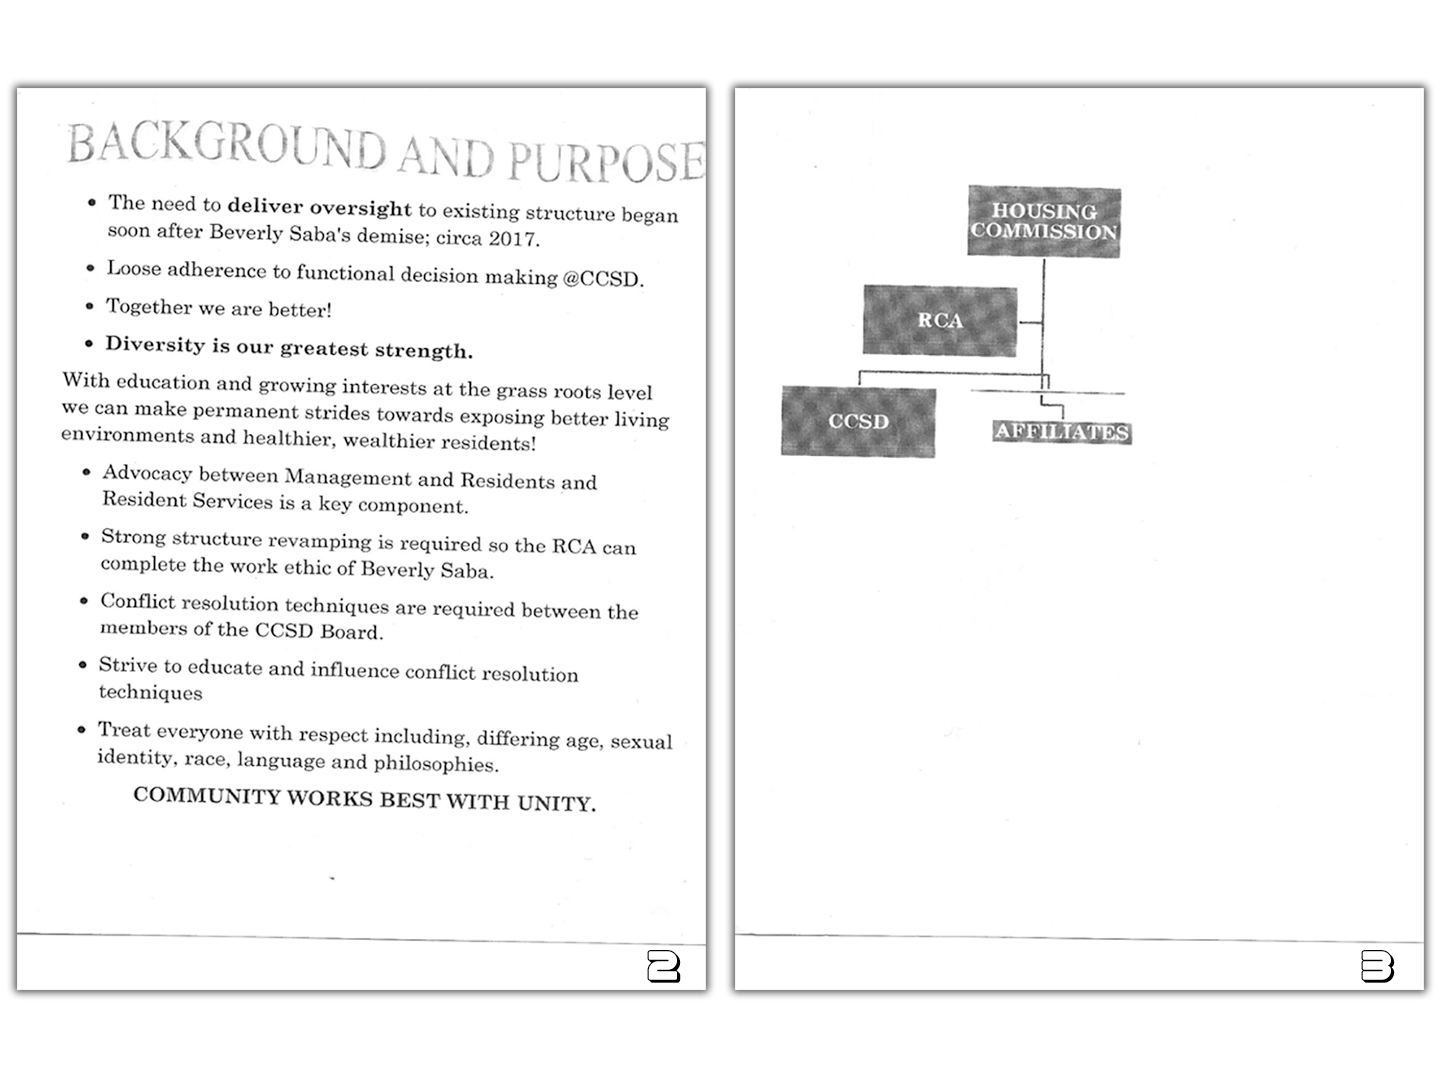 BACKGROUND AND PURPOSE
• The need to deliver oversight to existing structure began
soon after Beverly Saba's demise; circa 2017.
• Loose adherence to functional decision making @CCSD.
• Together we are better!
• Diversity is our greatest strength.
With education and growing interests at the grass roots level
we can make permanent strides towards exposing better living
environments and healthier, wealthier residents!
• Advocacy between Management and Residents and
Resident Services is a key component.
• Strong structure revamping is required so the RCA can
complete the work ethic of Beverly Saba.
• Conflict resolution techniques are required between the
members of the CCSD Board.
• Strive to educate and influence conflict resolution
techniques
• Treat everyone with respect including, differing age, sexual
identity, race, language and philosophies.
COMMUNITY WORKS BEST WITH UNITY.
2
HOUSING
COMMISSION
RCA
CCSD
AFFILIATES
3